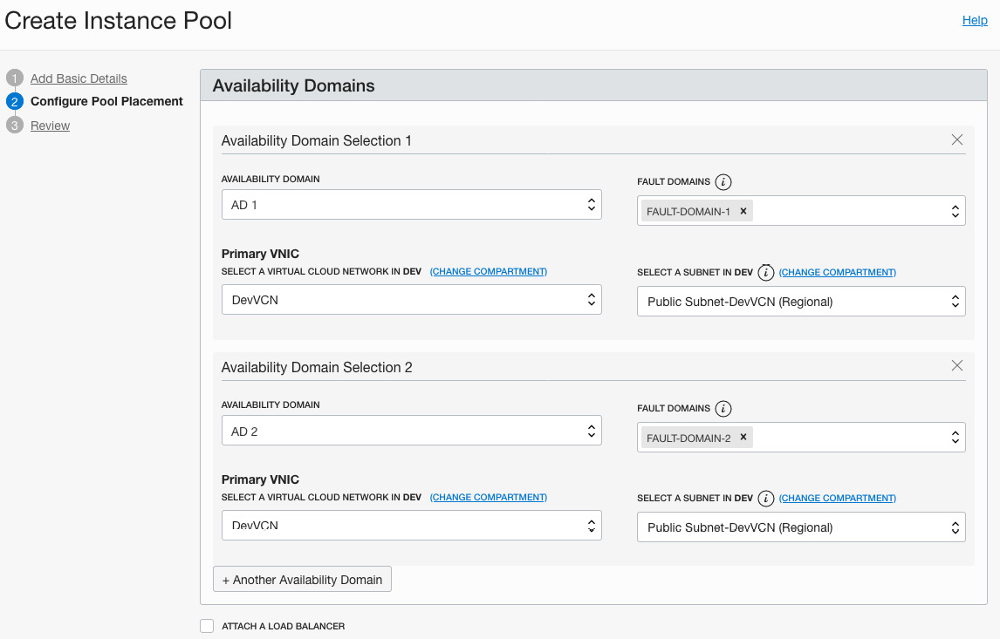 Create Instance Pool
Help
1 Add Basic Details
2 Configure Pool Placement
3 Review
Availability Domains
Availability Domain Selection 1
AVAILABILITY DOMAIN
FAULT DOMAINS i
AD 1
FAULT-DOMAIN-1 ×
Primary VNIC
SELECT A VIRTUAL CLOUD NETWORK IN DEV (CHANGE COMPARTMENT)
SELECT A SUBNET IN DEV i (CHANGE COMPARTMENT)
DevVCN
Public Subnet-DevVCN (Regional)
Availability Domain Selection 2
AVAILABILITY DOMAIN
FAULT DOMAINS i
AD 2
FAULT-DOMAIN-2 ×
Primary VNIC
SELECT A VIRTUAL CLOUD NETWORK IN DEV (CHANGE COMPARTMENT)
SELECT A SUBNET IN DEV i (CHANGE COMPARTMENT)
DevVCN
Public Subnet-DevVCN (Regional)
+ Another Availability Domain
ATTACH A LOAD BALANCER